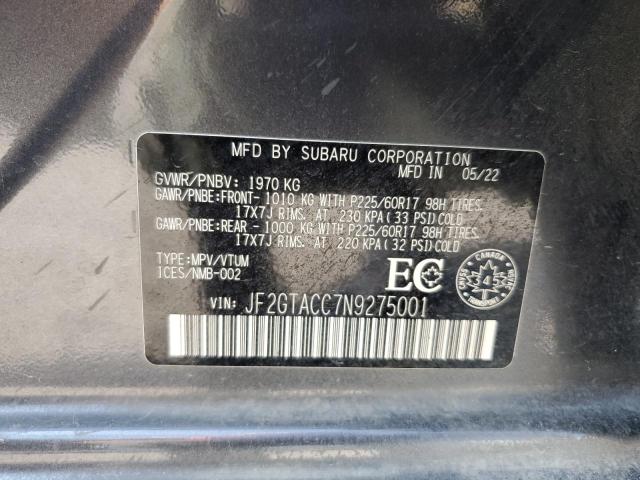 MFD BY SUBARU CORPORATION
MFD IN 05/22
GVWR/PNBV: 1970 KG
GAWR/PNBE:FRONT- 1010 KG WITH P225/60R17 98H TIRES.
17X7J RIMS. AT 230 KPA (33 PSI)COLD
GAWR/PNBE:REAR - 1000 KG WITH P225/60R17 98H TIRES.
17X7J RIMS. AT 220 KPA (32 PSI)COLD
TYPE:MPV/VTUM
ICES/NMB-002
EC
CANADA
345
VIN: JF2GTACC7N9275001